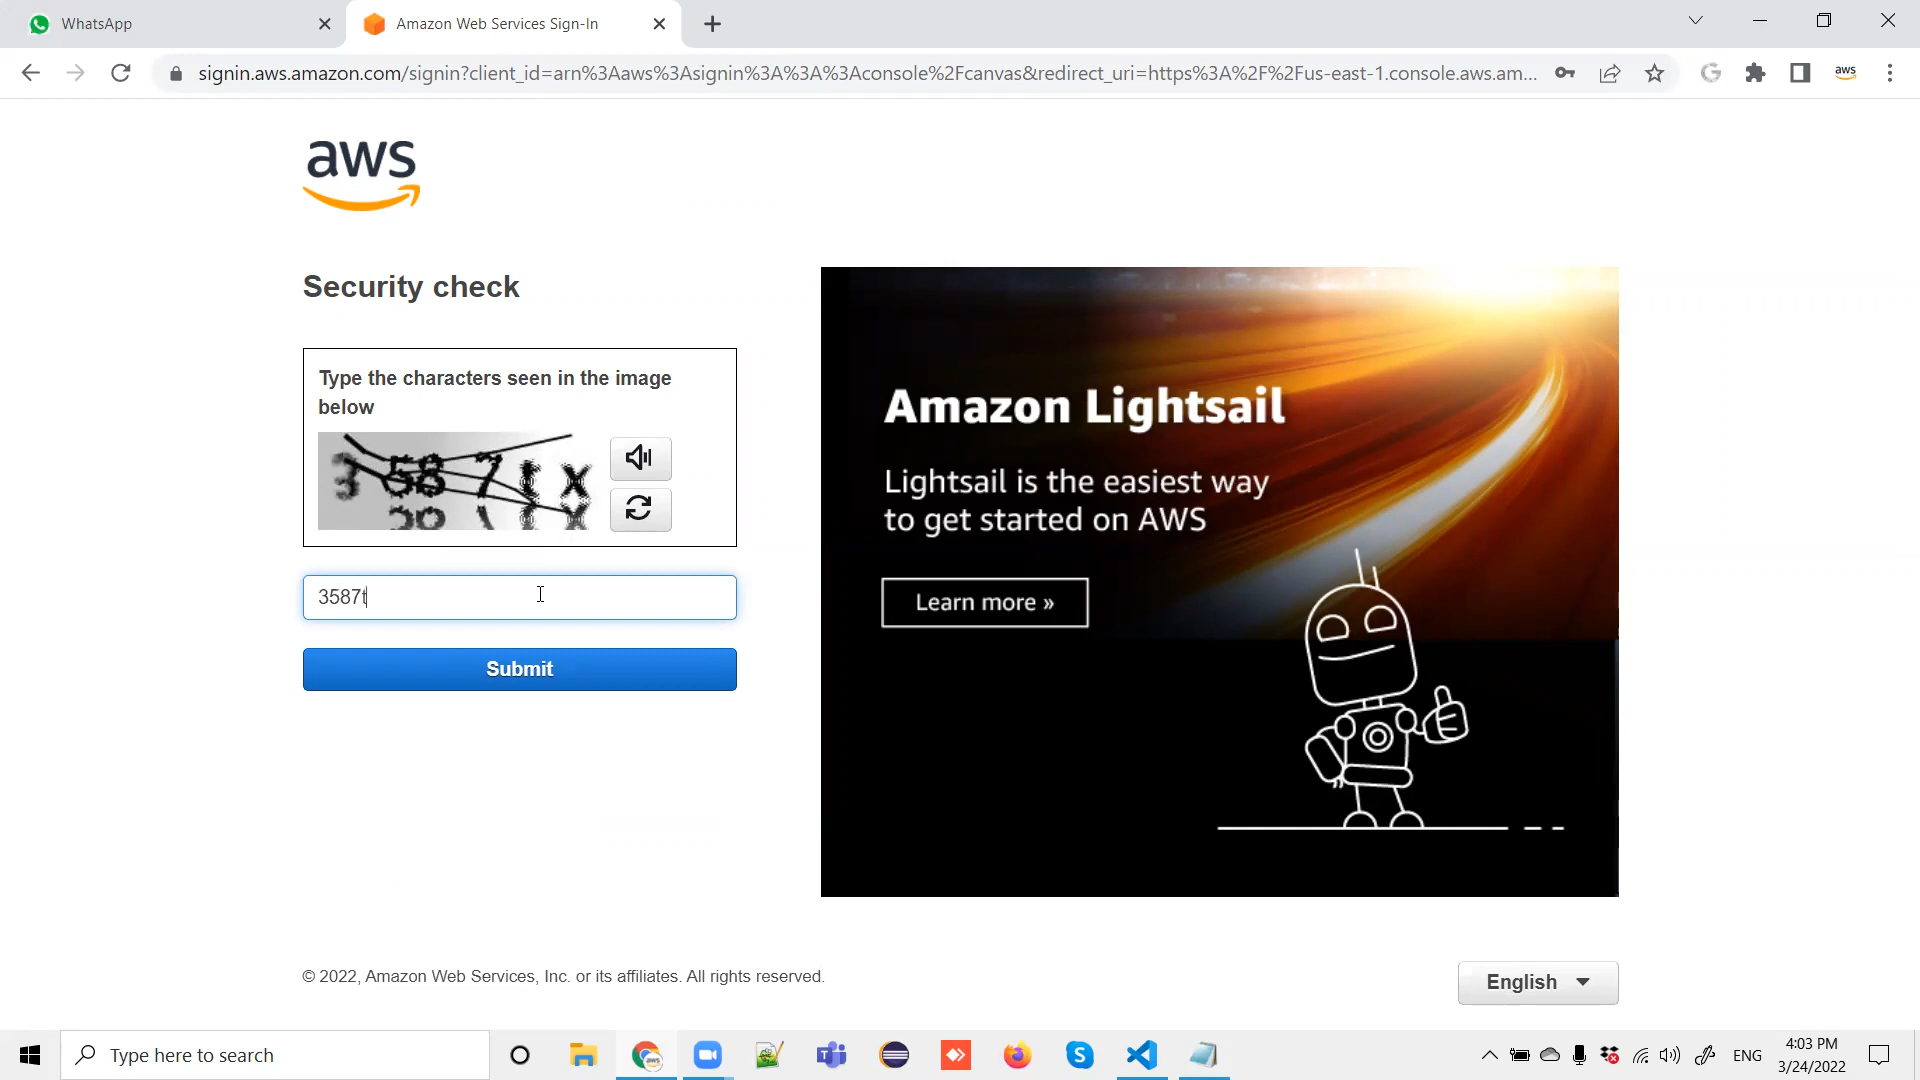 WhatsApp
Amazon Web Services Sign-In
signin.aws.amazon.com/signin?client_id=arn%3Aaws%3Asignin%3A%3A%3Aconsole%2Fcanvas&redirect_uri=https%3A%2F%2Fus-east-1.console.aws.am...
aws
aws
Security check
Type the characters seen in the image
below
3587t
Submit
Amazon Lightsail
Lightsail is the easiest way
to get started on AWS
Learn more »
© 2022, Amazon Web Services, Inc. or its affiliates. All rights reserved.
English
Type here to search
ENG
4:03 PM
3/24/2022